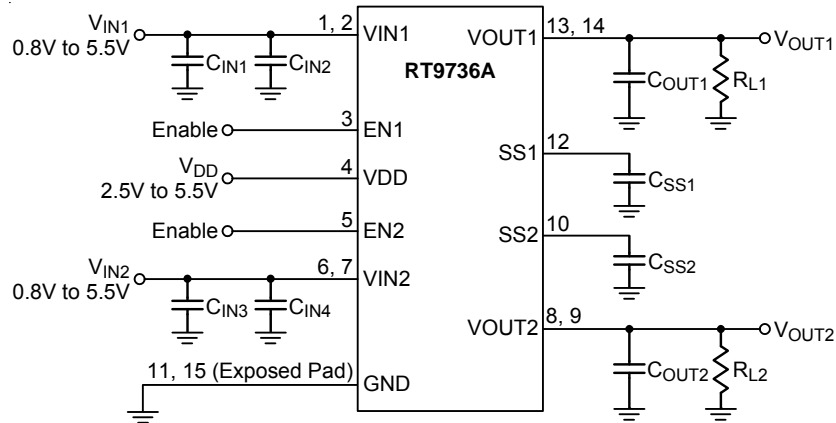 VIN1
0.8V to 5.5V
CIN1
CIN2
1, 2
VIN1
RT9736A
VOUT1
13, 14
VOUT1
COUT1
RL1
Enable
3
EN1
SS1
12
CSS1
VDD
2.5V to 5.5V
4
VDD
Enable
5
EN2
SS2
10
CSS2
VIN2
0.8V to 5.5V
CIN3
CIN4
6, 7
VIN2
VOUT2
8, 9
VOUT2
COUT2
RL2
11, 15 (Exposed Pad)
GND